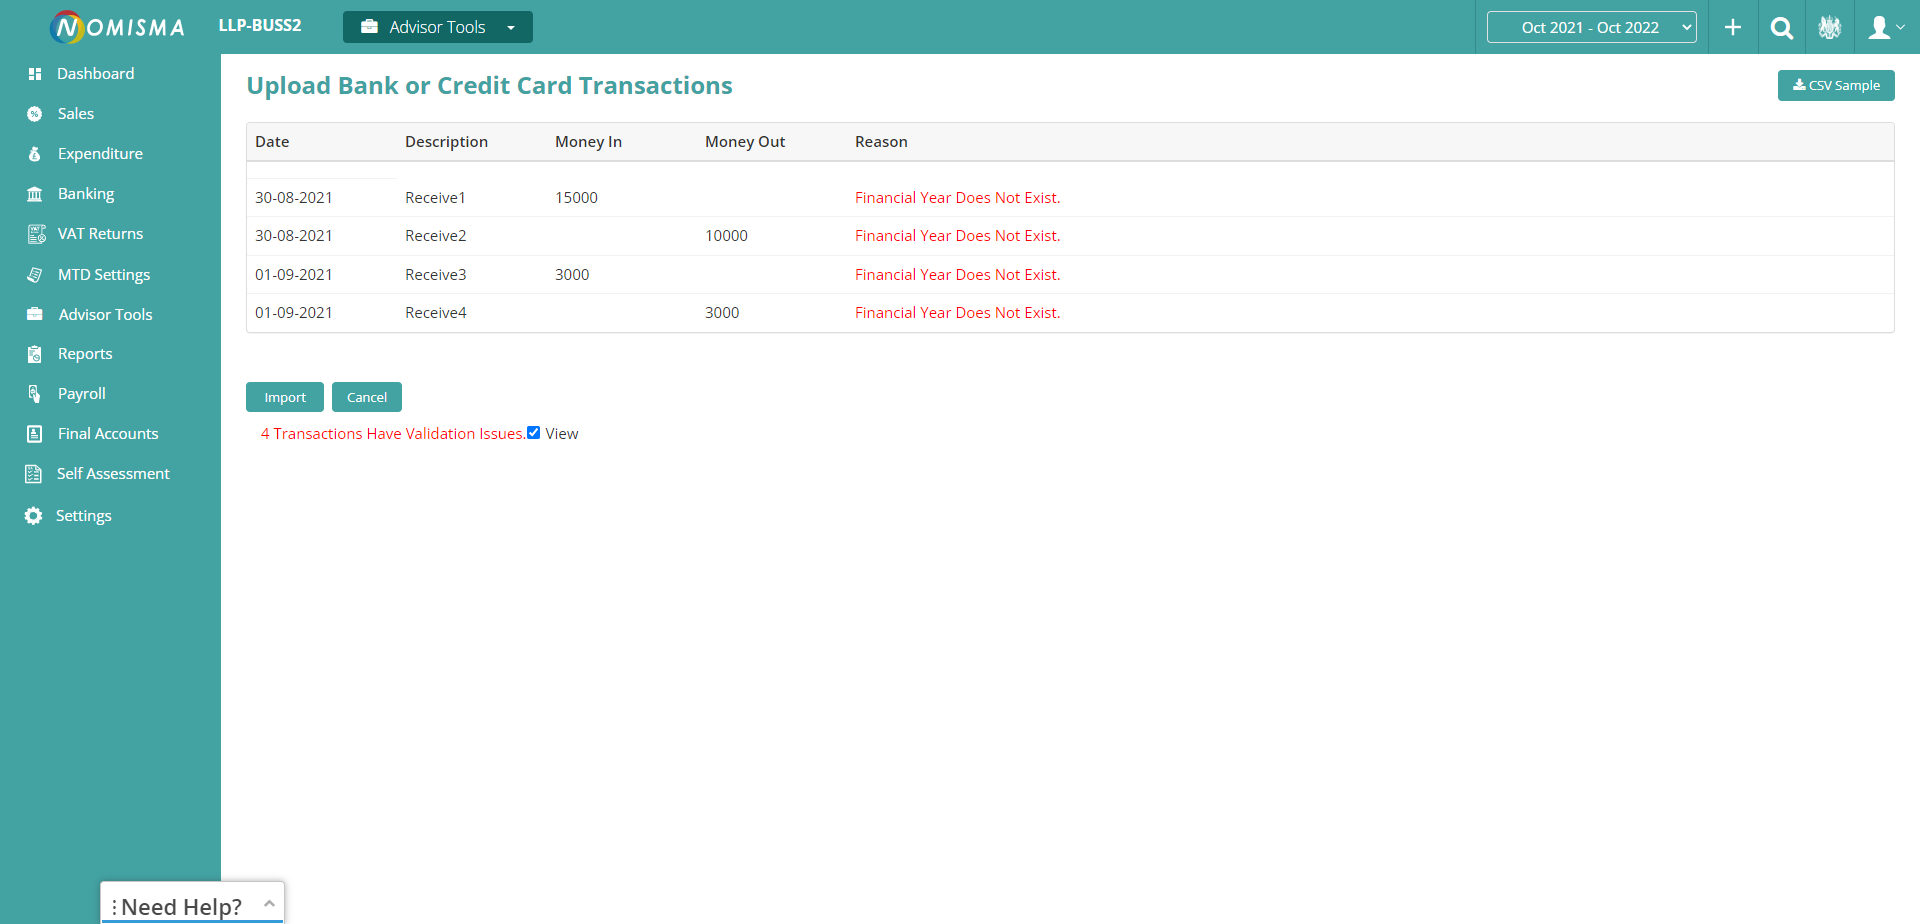 NOMISMA LLP-BUSS2 Advisor Tools Oct 2021 - Oct 2022
Dashboard
Sales
Expenditure
Banking
VAT Returns
MTD Settings
Advisor Tools
Reports
Payroll
Final Accounts
Self Assessment
Settings
Upload Bank or Credit Card Transactions CSV Sample
Date Description Money In Money Out Reason
30-08-2021 Receive1 15000 Financial Year Does Not Exist.
30-08-2021 Receive2 10000 Financial Year Does Not Exist.
01-09-2021 Receive3 3000 Financial Year Does Not Exist.
01-09-2021 Receive4 3000 Financial Year Does Not Exist.
Import Cancel
4 Transactions Have Validation Issues. View
Need Help?